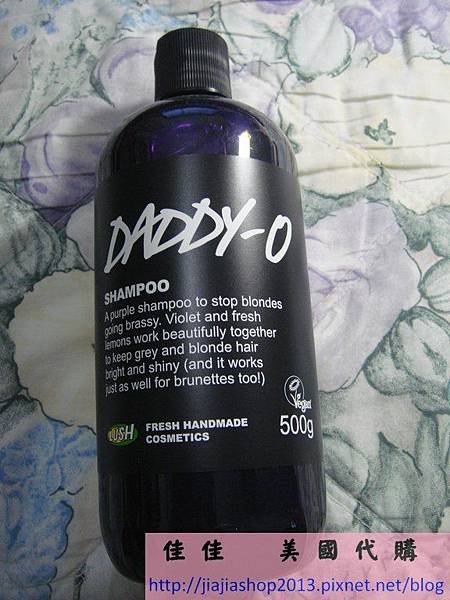 DADDY-O
SHAMPOO
A purple shampoo to stop blondes
going brassy. Violet and fresh
lemons work beautifully together
to keep grey and blonde hair
bright and shiny (and it works
just as well for brunettes too!)
Vegan
500g
LUSH
FRESH HANDMADE
COSMETICS
佳佳 美國代購
http://jiajiashop2013.pixnet.net/blog